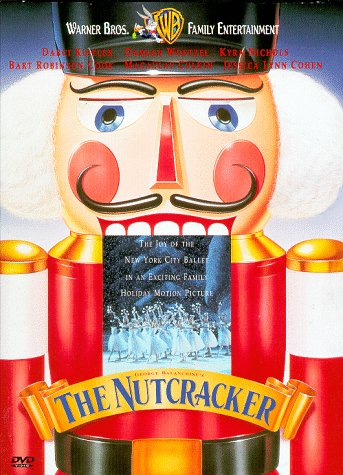 WARNER BROS. WB FAMILY ENTERTAINMENT
DARCI KISTLER DAMIAN WOETZEL KYRA NICHOLS
BART ROBINSON COOK MACAULAY CULKIN JESSICA LYNN COHEN
THE JOY OF THE
NEW YORK CITY BALLET
IN AN EXCITING FAMILY
HOLIDAY MOTION PICTURE
GEORGE BALANCHINE'S
THE NUTCRACKER
DVD
VIDEO